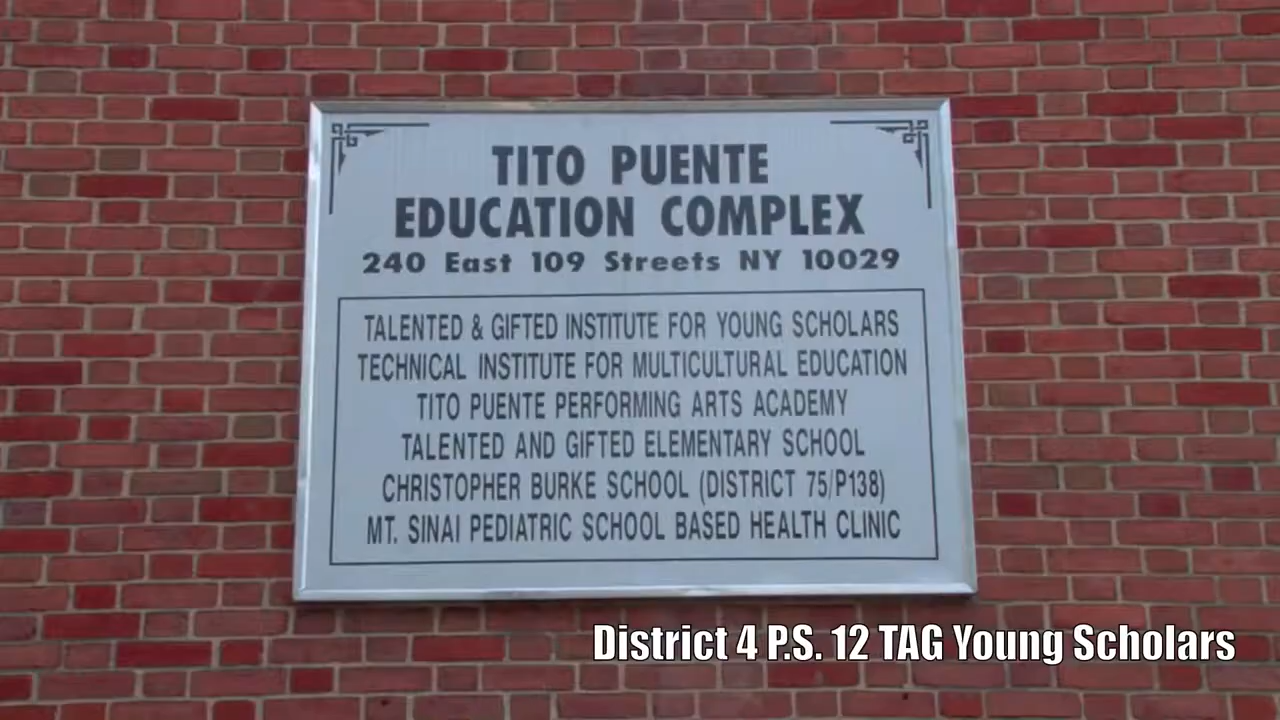 TITO PUENTE
EDUCATION COMPLEX
240 East 109 Streets NY 10029
TALENTED & GIFTED INSTITUTE FOR YOUNG SCHOLARS
TECHNICAL INSTITUTE FOR MULTICULTURAL EDUCATION
TITO PUENTE PERFORMING ARTS ACADEMY
TALENTED AND GIFTED ELEMENTARY SCHOOL
CHRISTOPHER BURKE SCHOOL (DISTRICT 75/P138)
MT. SINAI PEDIATRIC SCHOOL BASED HEALTH CLINIC
District 4 P.S. 12 TAG Young Scholars